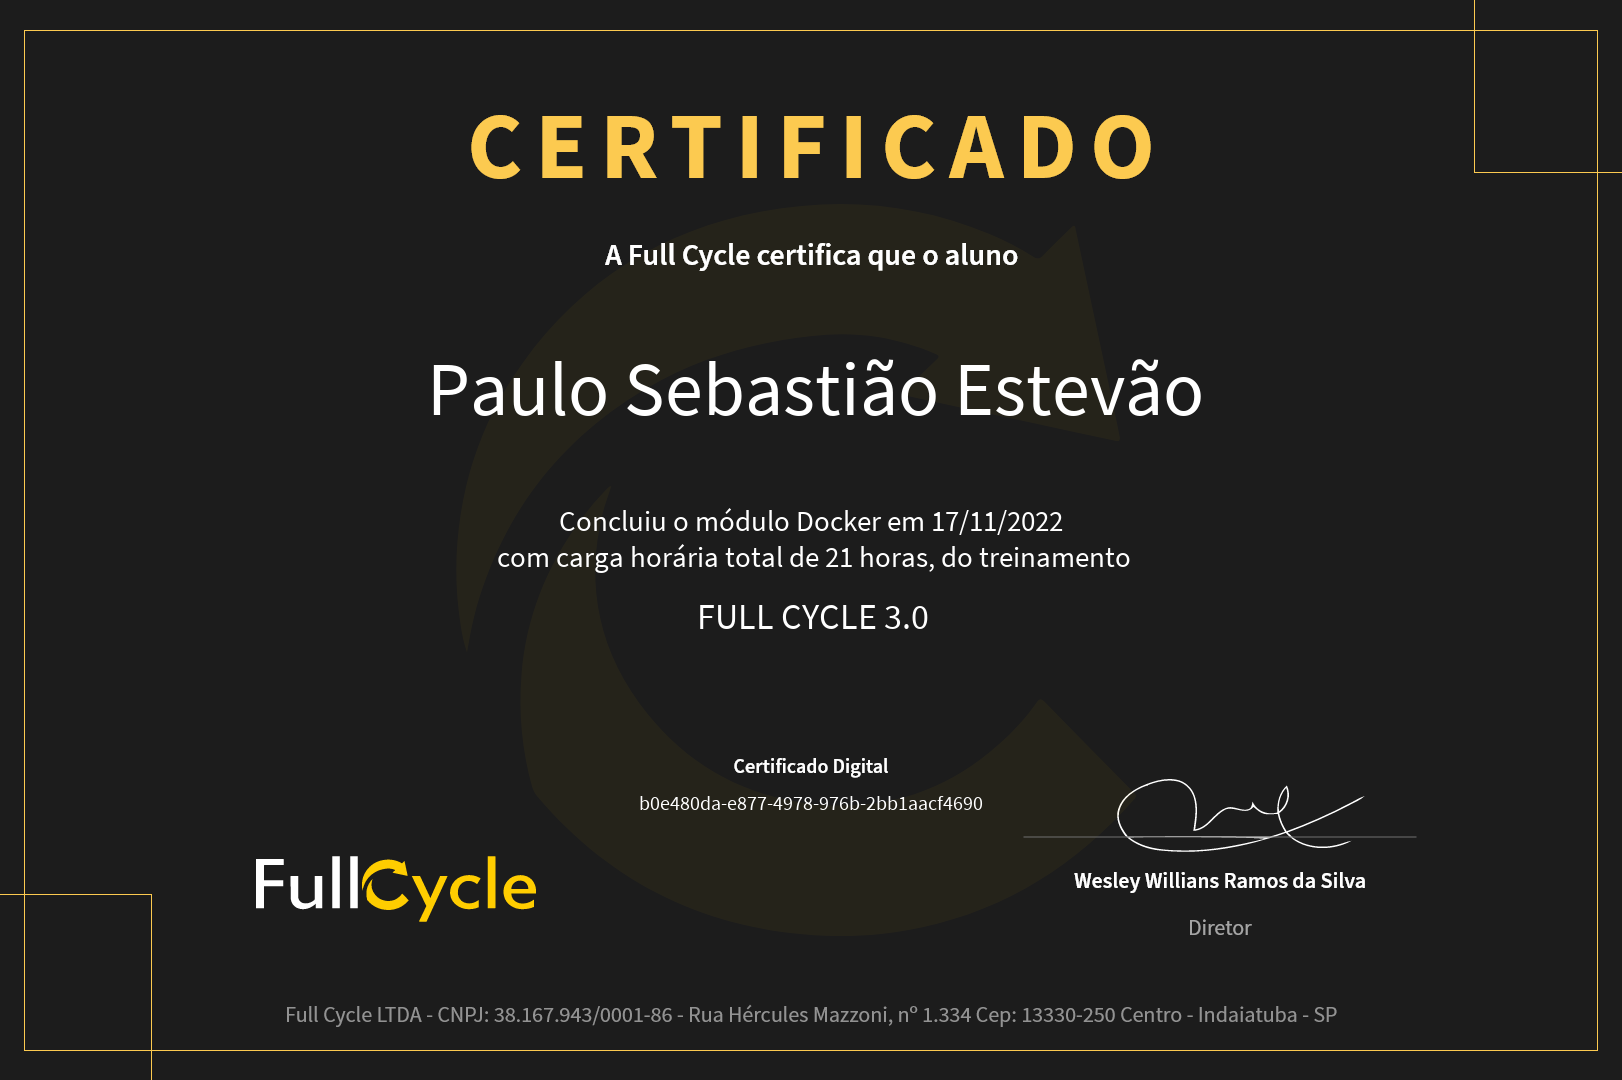 CERTIFICADO
A Full Cycle certifica que o aluno
Paulo Sebastião Estevão
Concluiu o módulo Docker em 17/11/2022
com carga horária total de 21 horas, do treinamento
FULL CYCLE 3.0
Certificado Digital
b0e480da-e877-4978-976b-2bb1aacf4690
FullCycle
Wesley Willians Ramos da Silva
Diretor
Full Cycle LTDA - CNPJ: 38.167.943/0001-86 - Rua Hércules Mazzoni, nº 1.334 Cep: 13330-250 Centro - Indaiatuba - SP